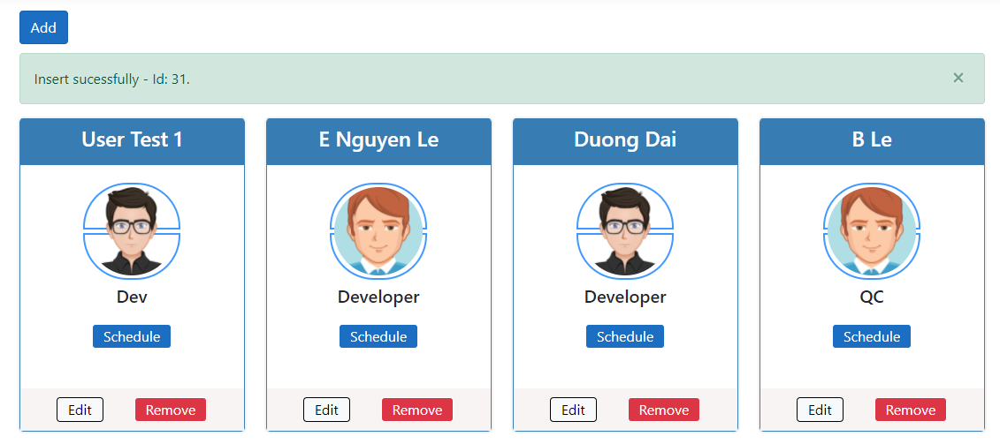 Add
Insert sucessfully - Id: 31.
×
User Test 1
E Nguyen Le
Duong Dai
B Le
Dev
Developer
Developer
QC
Schedule
Schedule
Schedule
Schedule
Edit
Remove
Edit
Remove
Edit
Remove
Edit
Remove